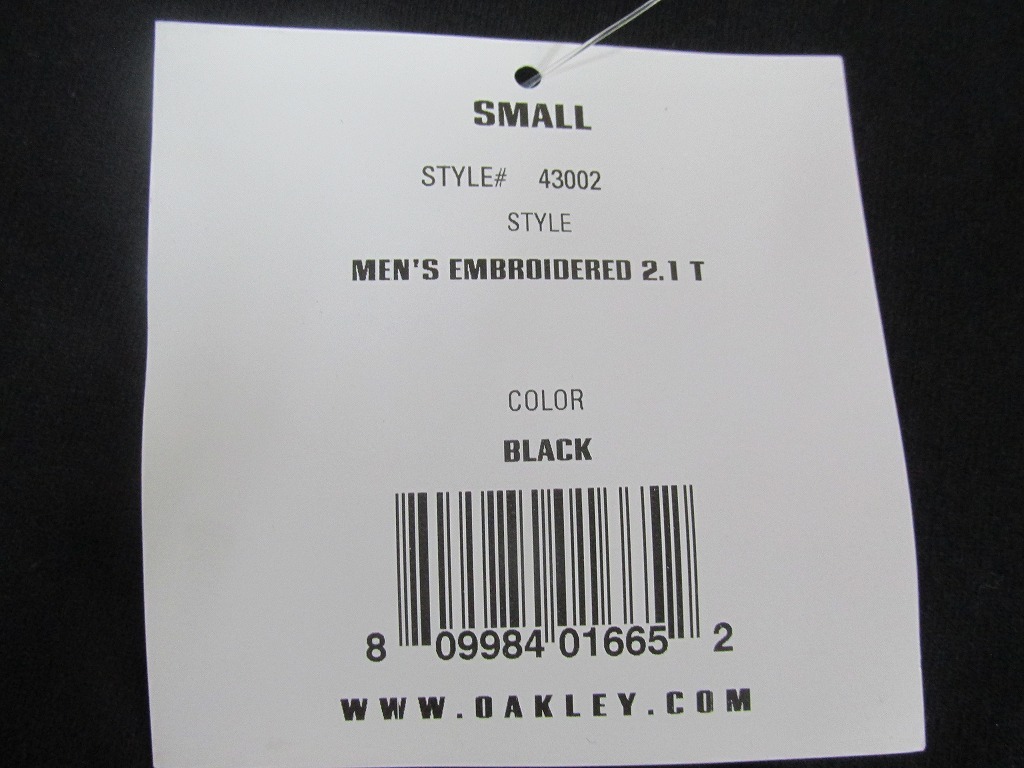 SMALL
STYLE# 43002
STYLE
MEN'S EMBROIDERED 2.1 T
COLOR
BLACK
8 09984 01665 2
WWW.OAKLEY.COM